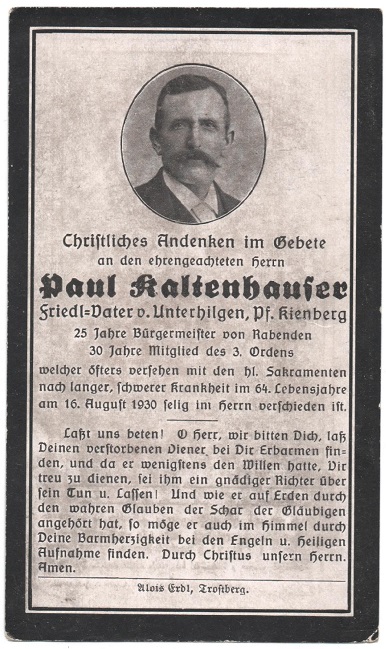 Christliches Andenken im Gebete
an den ehrengeachteten Herrn
Paul Kaltenhauser
Friedl=Vater v. Unterhilgen, Pf. Kienberg
25 Jahre Bürgermeister von Rabenden
30 Jahre Mitglied des 3. Ordens
welcher öfters versehen mit den hl. Sakramenten
nach langer, schwerer Krankheit im 64. Lebensjahre
am 16. August 1930 selig im Herrn verschieden ist.
Laßt uns beten! O Herr, wir bitten Dich, laß
Deinen verstorbenen Diener bei Dir Erbarmen fin-
den, und da er wenigstens den Willen hatte, Dir
treu zu dienen, sei ihm ein gnädiger Richter über
sein Tun u. Lassen! Und wie er auf Erden durch
den wahren Glauben der Schar der Gläubigen
angehört hat, so möge er auch im Himmel durch
Deine Barmherzigkeit bei den Engeln u. Heiligen
Aufnahme finden. Durch Christus unsern Herrn.
Amen.
Alois Erdl, Trostberg.